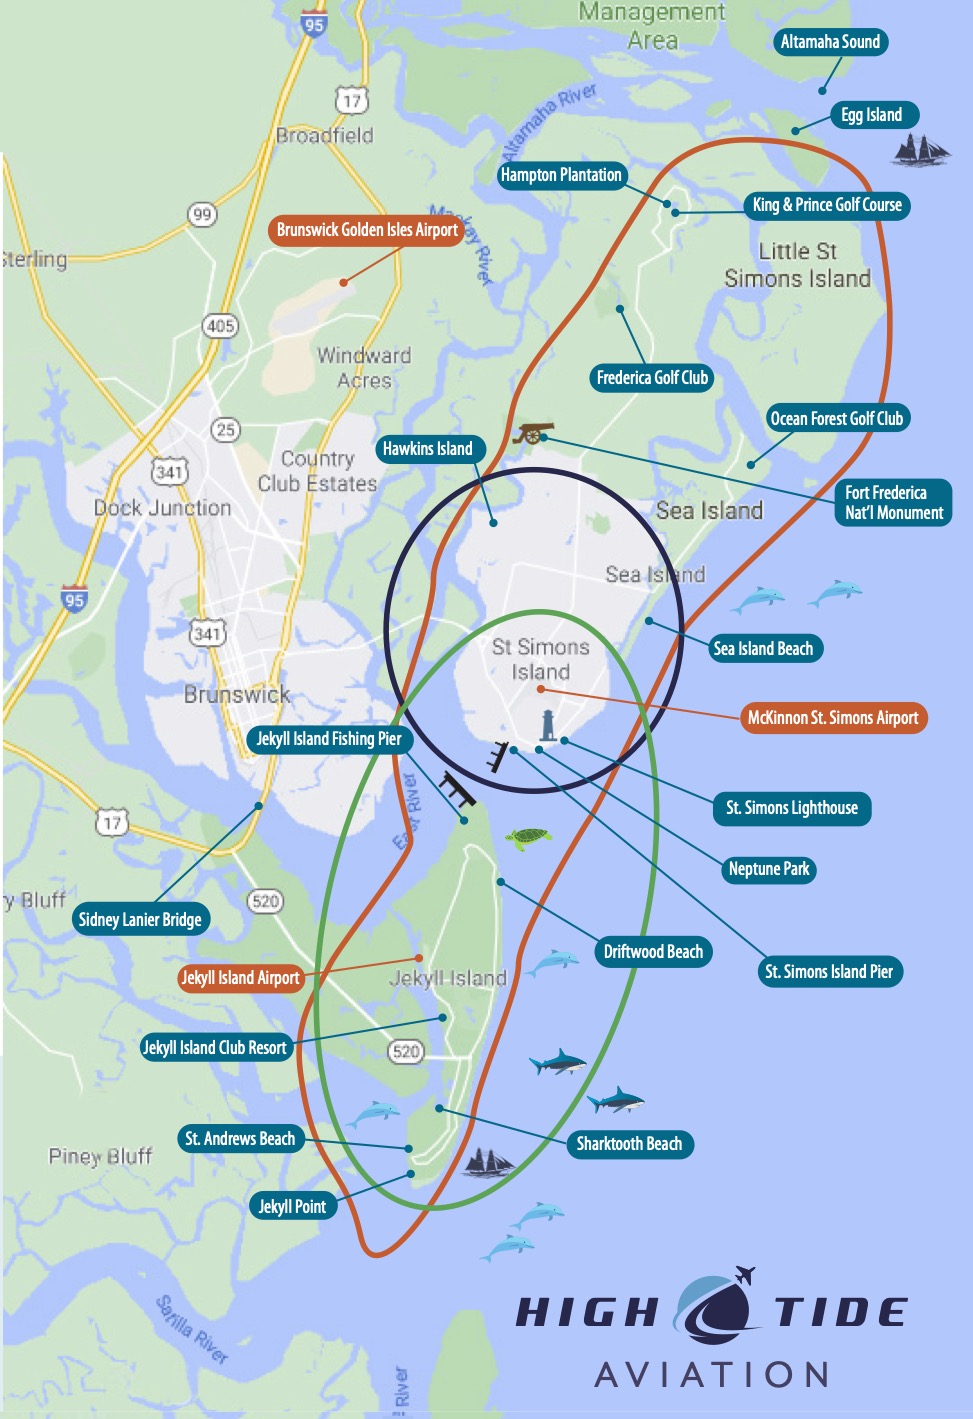 Management
Area
Altamaha Sound
95
17
Altamaha River
Egg Island
Broadfield
Hampton Plantation
99
King & Prince Golf Course
Mackay River
Brunswick Golden Isles Airport
Sterling
Little St
Simons Island
405
Windward
Acres
Frederica Golf Club
Ocean Forest Golf Club
25
Hawkins Island
341
Country
Club Estates
Fort Frederica
Nat'l Monument
Dock Junction
Sea Island
Sea Island
95
341
St Simons
Island
Sea Island Beach
Brunswick
McKinnon St. Simons Airport
Jekyll Island Fishing Pier
River
St. Simons Lighthouse
17
Neptune Park
ry Bluff
520
Sidney Lanier Bridge
Driftwood Beach
St. Simons Island Pier
Jekyll Island Airport
Jekyll Island
Jekyll Island Club Resort
520
St. Andrews Beach
Sharktooth Beach
Piney Bluff
Jekyll Point
Satilla River
HIGH TIDE
AVIATION
River